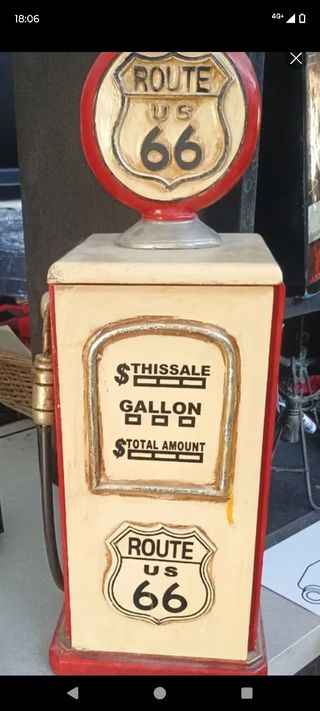 18:06
4G+
ROUTE
US
66
$THISSALE
GALLON
$TOTAL AMOUNT
ROUTE
US
66